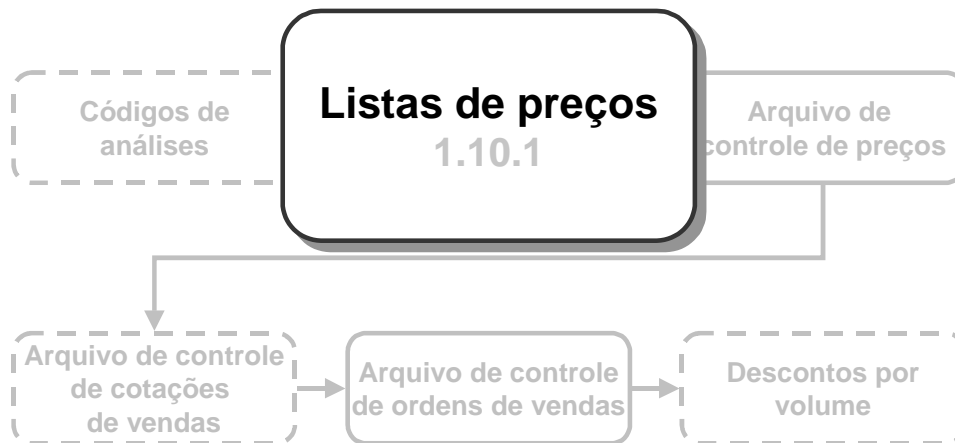 Códigos de
análises
Listas de preços
1.10.1
Arquivo de
controle de preços
Arquivo de controle
de cotações
de vendas
Arquivo de controle
de ordens de vendas
Descontos por
volume